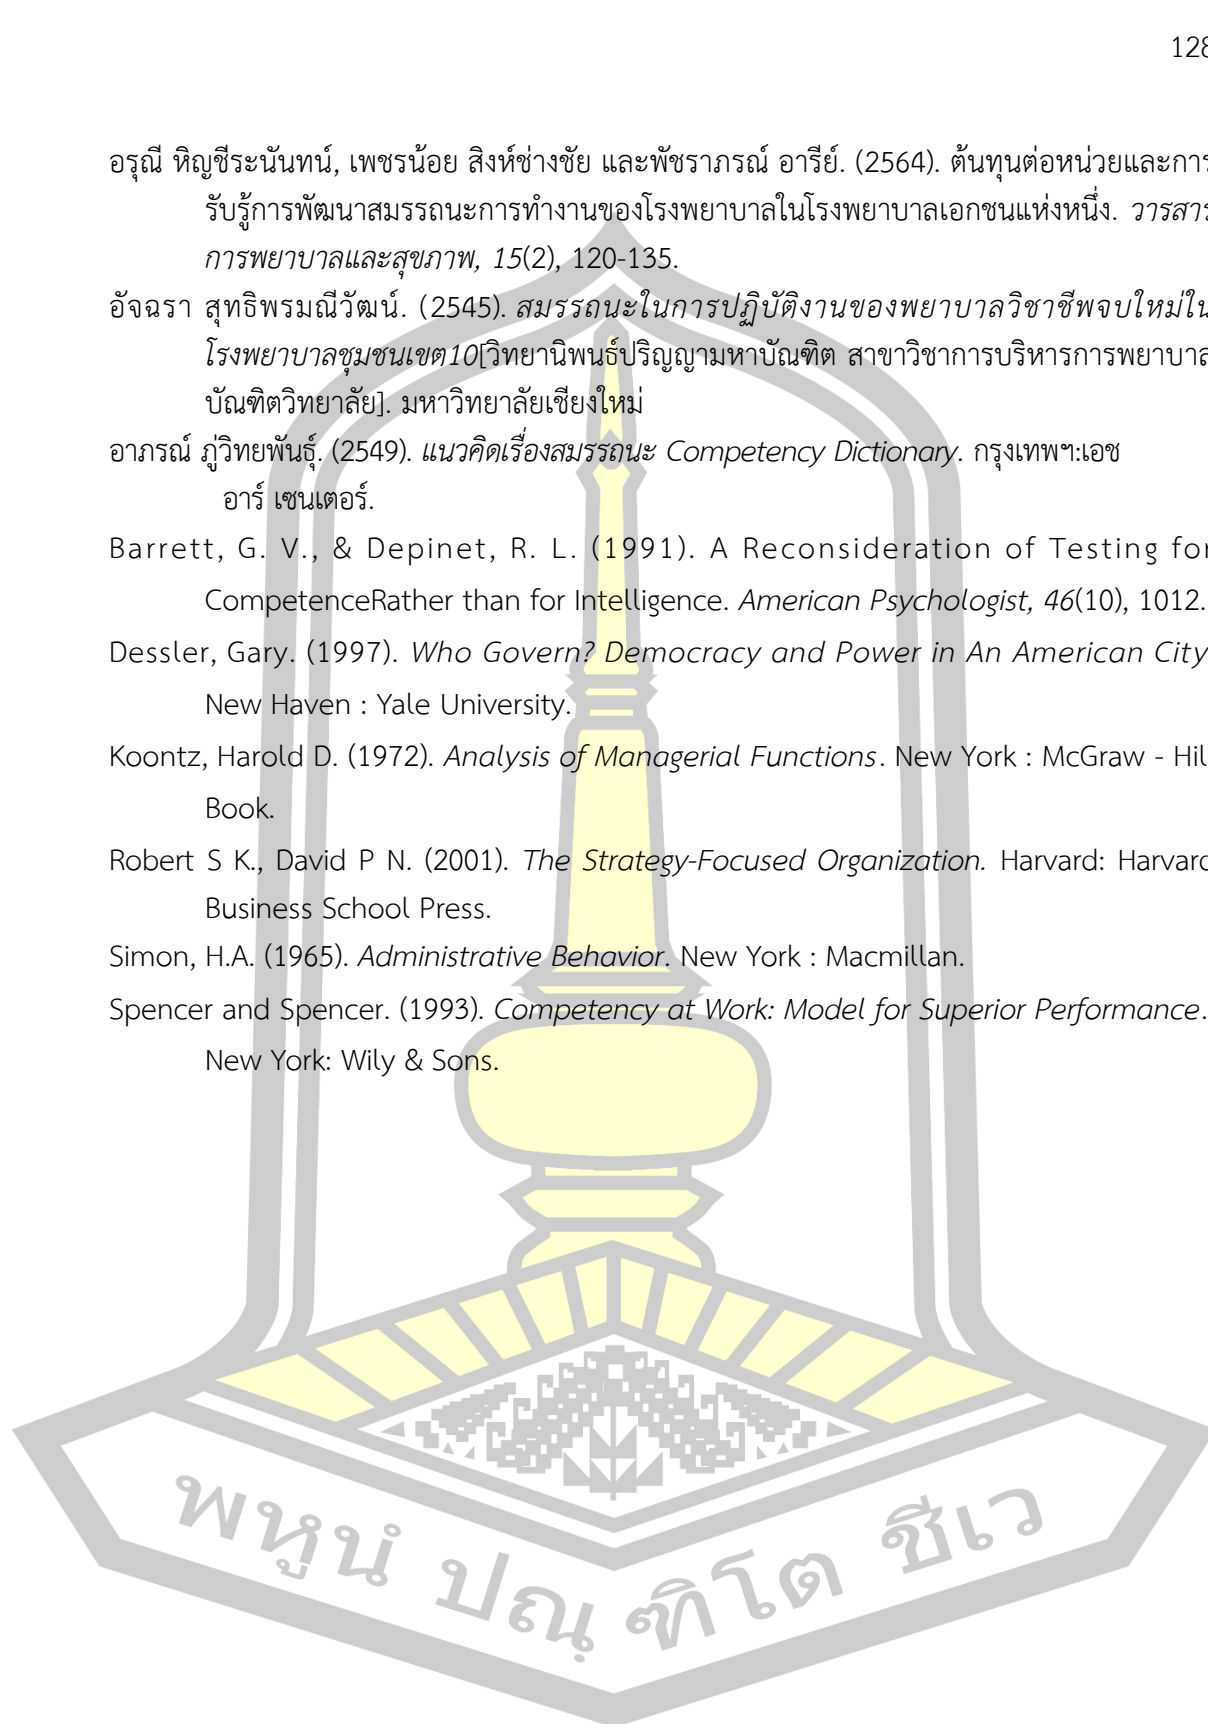 128
อรุณี หิญชีระนันทน์, เพชรน้อย สิงห์ช่างชัย และพัชราภรณ์ อารีย์. (2564). ต้นทุนต่อหน่วยและการ
รับรู้การพัฒนาสมรรถนะการทำงานของโรงพยาบาลในโรงพยาบาลเอกชนแห่งหนึ่ง. วารสาร
การพยาบาลและสุขภาพ, 15(2), 120-135.
อัจฉรา สุทธิพรมณีวัฒน์. (2545). สมรรถนะในการปฏิบัติงานของพยาบาลวิชาชีพจบใหม่ใน
โรงพยาบาลชุมชนเขต10[วิทยานิพนธ์ปริญญามหาบัณฑิต สาขาวิชาการบริหารการพยาบาล
บัณฑิตวิทยาลัย]. มหาวิทยาลัยเชียงใหม่
อาภรณ์ ภู่วิทยพันธุ์. (2549). แนวคิดเรื่องสมรรถนะ Competency Dictionary. กรุงเทพฯ:เอช
อาร์ เซนเตอร์.
Barrett, G. V., & Depinet, R. L. (1991). A Reconsideration of Testing for
CompetenceRather than for Intelligence. American Psychologist, 46(10), 1012.
Dessler, Gary. (1997). Who Govern? Democracy and Power in An American City
New Haven : Yale University.
Koontz, Harold D. (1972). Analysis of Managerial Functions. New York : McGraw - Hil
Book.
Robert S K., David P N. (2001). The Strategy-Focused Organization. Harvard: Harvard
Business School Press.
Simon, H.A. (1965). Administrative Behavior. New York : Macmillan.
Spencer and Spencer. (1993). Competency at Work: Model for Superior Performance.
New York: Wily & Sons.
พหูนํ ปณฺ ฑิโต ชีเว